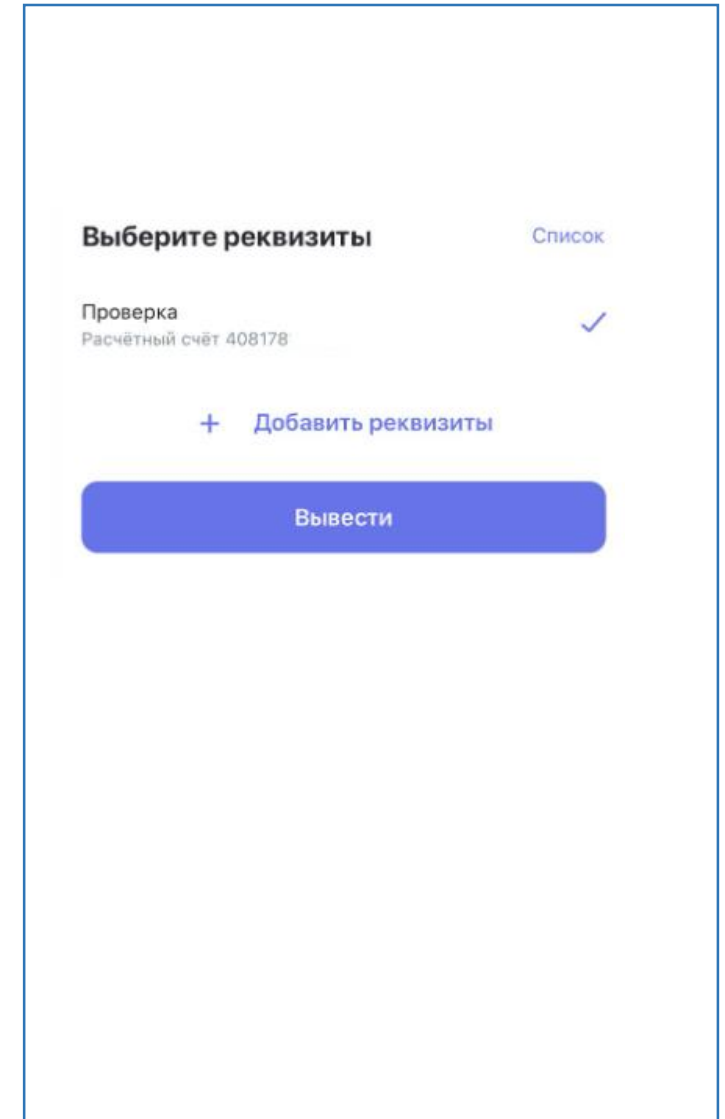 Выберите реквизиты
Список
Проверка
Расчётный счёт 408178
+ Добавить реквизиты
Вывести